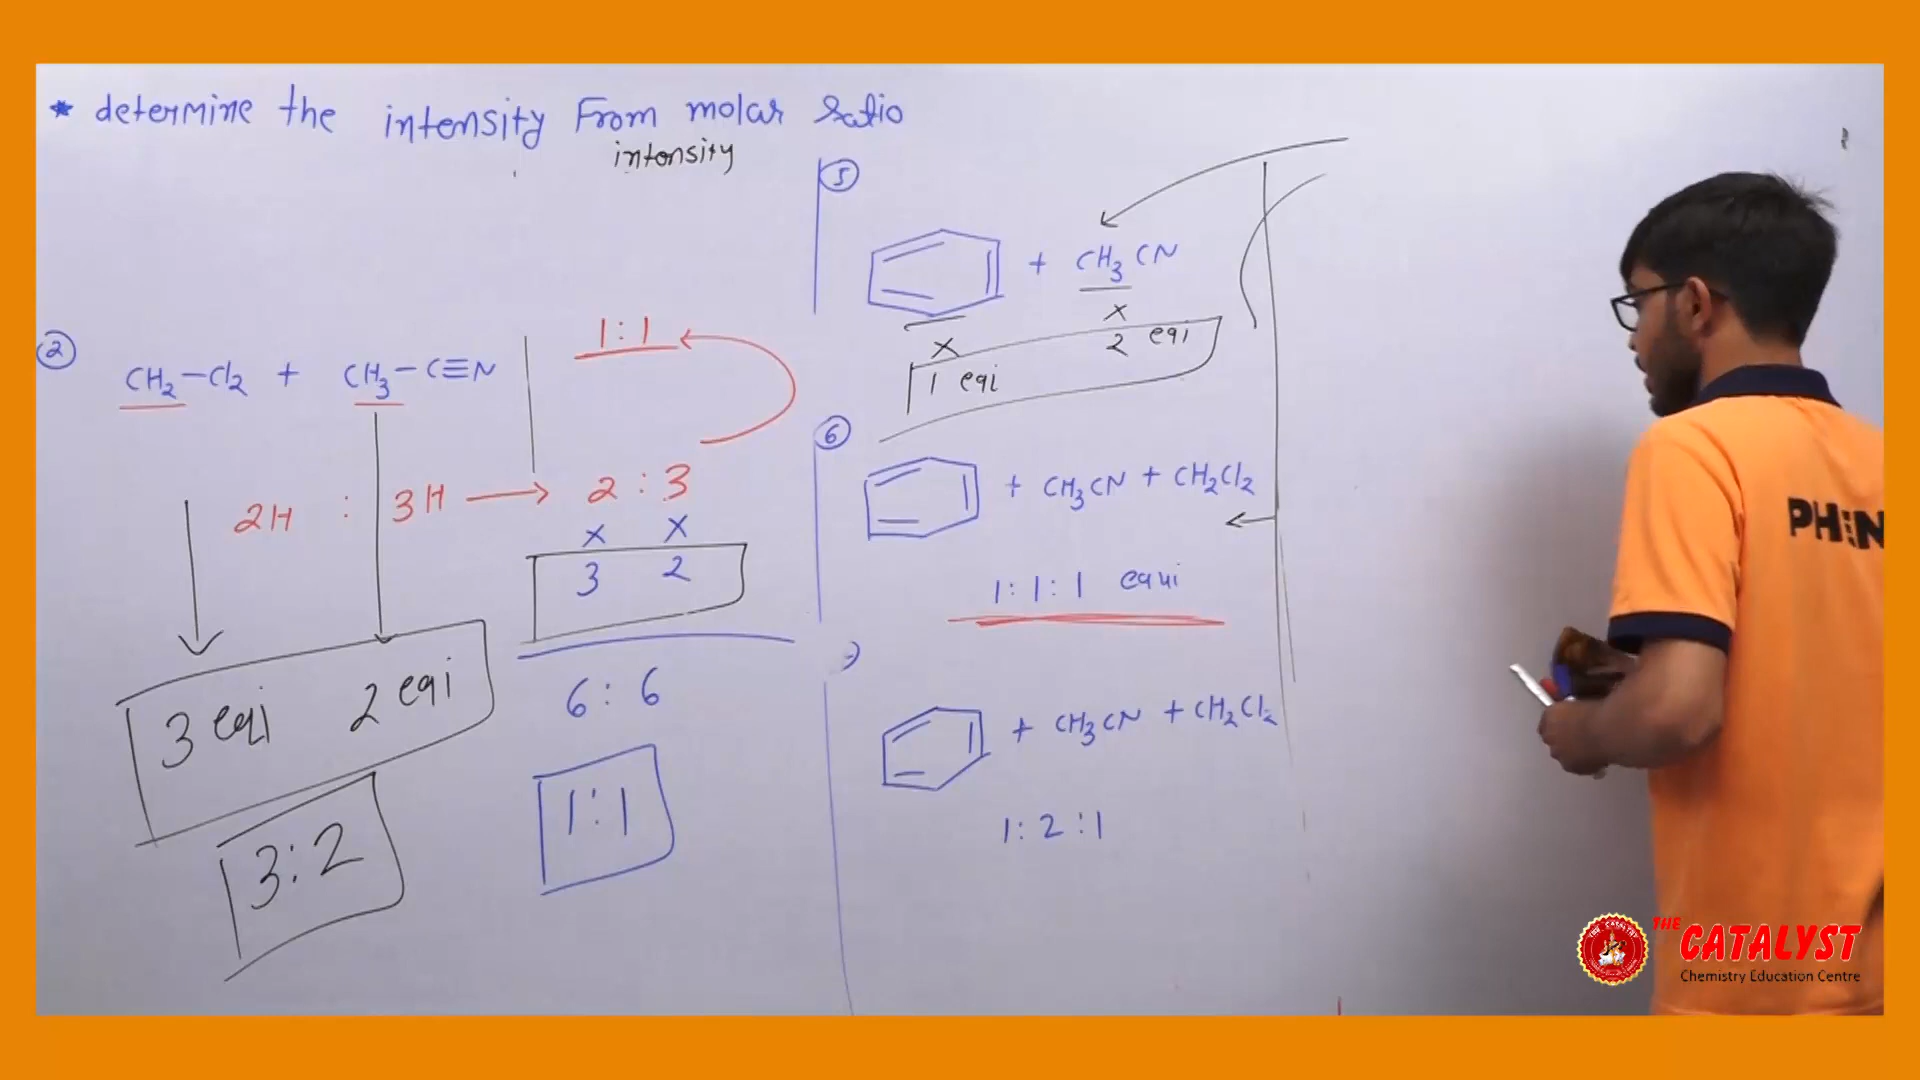 * determine the intensity From molar ratio
intensity
②
CH₂-Cl₂ + CH₃-C≡N
1:1
2H : 3H → 2 : 3
x x
3 2
3 eqi 2 eqi
6 : 6
3:2
1:1
⑤
+ CH₃CN
x x
1 eqi 2 eqi
⑥
+ CH₃CN + CH₂Cl₂
1:1:1 equi
+ CH₃CN + CH₂Cl₂
1:2:1
THE CATALYST
Chemistry Education Centre